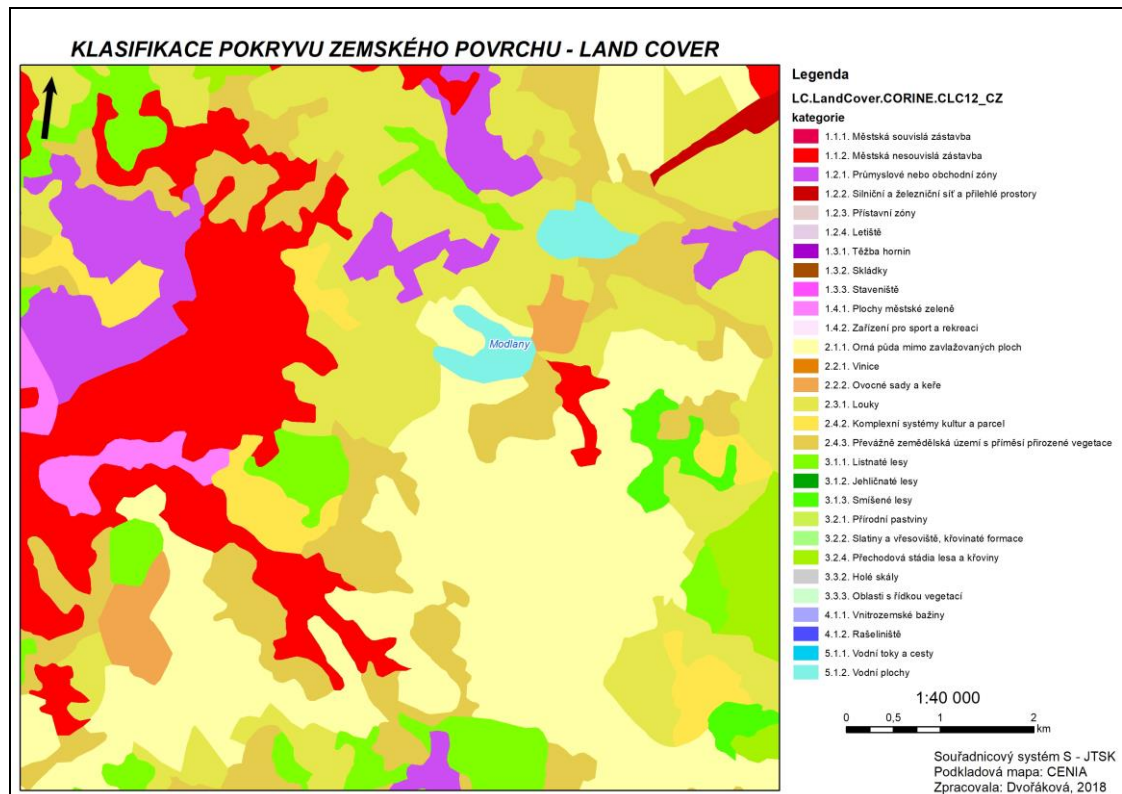 KLASIFIKACE POKRYVU ZEMSKÉHO POVRCHU - LAND COVER
Modlany
Legenda
LC.LandCover.CORINE.CLC12_CZ
kategorie
1.1.1. Městská souvislá zástavba
1.1.2. Městská nesouvislá zástavba
1.2.1. Průmyslové nebo obchodní zóny
1.2.2. Silniční a železniční síť a přilehlé prostory
1.2.3. Přístavní zóny
1.2.4. Letiště
1.3.1. Těžba hornin
1.3.2. Skládky
1.3.3. Staveniště
1.4.1. Plochy městské zeleně
1.4.2. Zařízení pro sport a rekreaci
2.1.1. Orná půda mimo zavlažovaných ploch
2.2.1. Vinice
2.2.2. Ovocné sady a keře
2.3.1. Louky
2.4.2. Komplexní systémy kultur a parcel
2.4.3. Převážně zemědělská území s příměsí přirozené vegetace
3.1.1. Listnaté lesy
3.1.2. Jehličnaté lesy
3.1.3. Smíšené lesy
3.2.1. Přírodní pastviny
3.2.2. Slatiny a vřesoviště, křovinaté formace
3.2.4. Přechodová stádia lesa a křoviny
3.3.2. Holé skály
3.3.3. Oblasti s řídkou vegetací
4.1.1. Vnitrozemské bažiny
4.1.2. Rašeliniště
5.1.1. Vodní toky a cesty
5.1.2. Vodní plochy
1:40 000
0 0,5 1 2
km
Souřadnicový systém S - JTSK
Podkladová mapa: CENIA
Zpracovala: Dvořáková, 2018